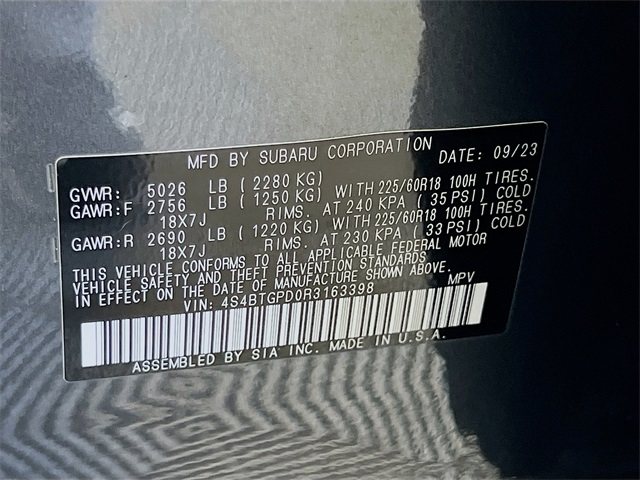 MFD BY SUBARU CORPORATION DATE: 09/23
GVWR: 5026 LB ( 2280 KG)
GAWR:F 2756 LB ( 1250 KG) WITH 225/60R18 100H TIRES.
18X7J RIMS. AT 240 KPA ( 35 PSI) COLD
GAWR:R 2690 LB ( 1220 KG) WITH 225/60R18 100H TIRES.
18X7J RIMS. AT 230 KPA ( 33 PSI) COLD
THIS VEHICLE CONFORMS TO ALL APPLICABLE FEDERAL MOTOR
VEHICLE SAFETY AND THEFT PREVENTION STANDARDS
IN EFFECT ON THE DATE OF MANUFACTURE SHOWN ABOVE.
VIN: 4S4BTGPD0R3163398 MPV
ASSEMBLED BY SIA INC. MADE IN U.S.A.